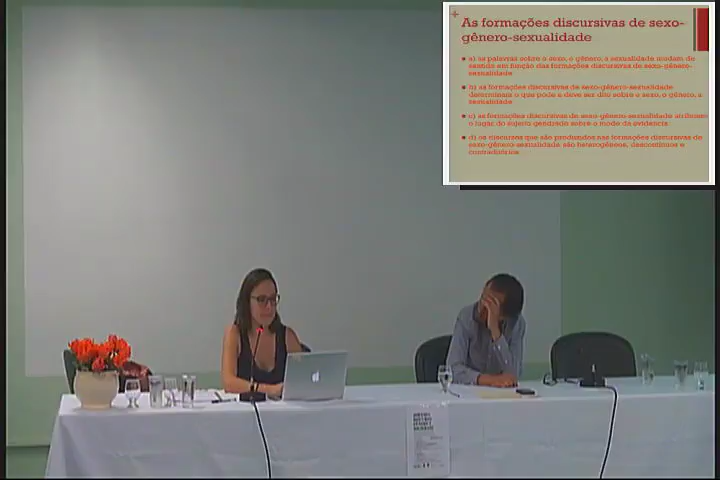 As formações discursivas de sexo-
gênero-sexualidade
a) as palavras sobre o sexo, o gênero, a sexualidade mudam de
sentido em função das formações discursivas de sexo-gênero-
sexualidade
b) as formações discursivas de sexo-gênero-sexualidade
determinam o que pode e deve ser dito sobre o sexo, o gênero, a
sexualidade
c) as formações discursivas de sexo-gênero-sexualidade atribuem
o lugar do sujeito gendrado sobre o modo da evidência
d) os discursos que são produzidos nas formações discursivas de
sexo-gênero-sexualidade são heterogêneos, descontínuos e
contraditórios